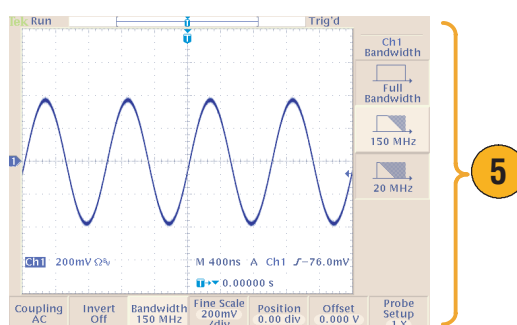 Tek Run Trig'd
T
Ch1
Bandwidth
Full
Bandwidth
150 MHz
20 MHz
1
5
Ch1 200mV Ω∿ M 400ns A Ch1 ʃ -76.0mV
T→▼ 0.00000 s
Coupling
AC
Invert
Off
Bandwidth
150 MHz
Fine Scale
200mV
/div
Position
0.00 div
Offset
0.000 V
Probe
Setup
1 X